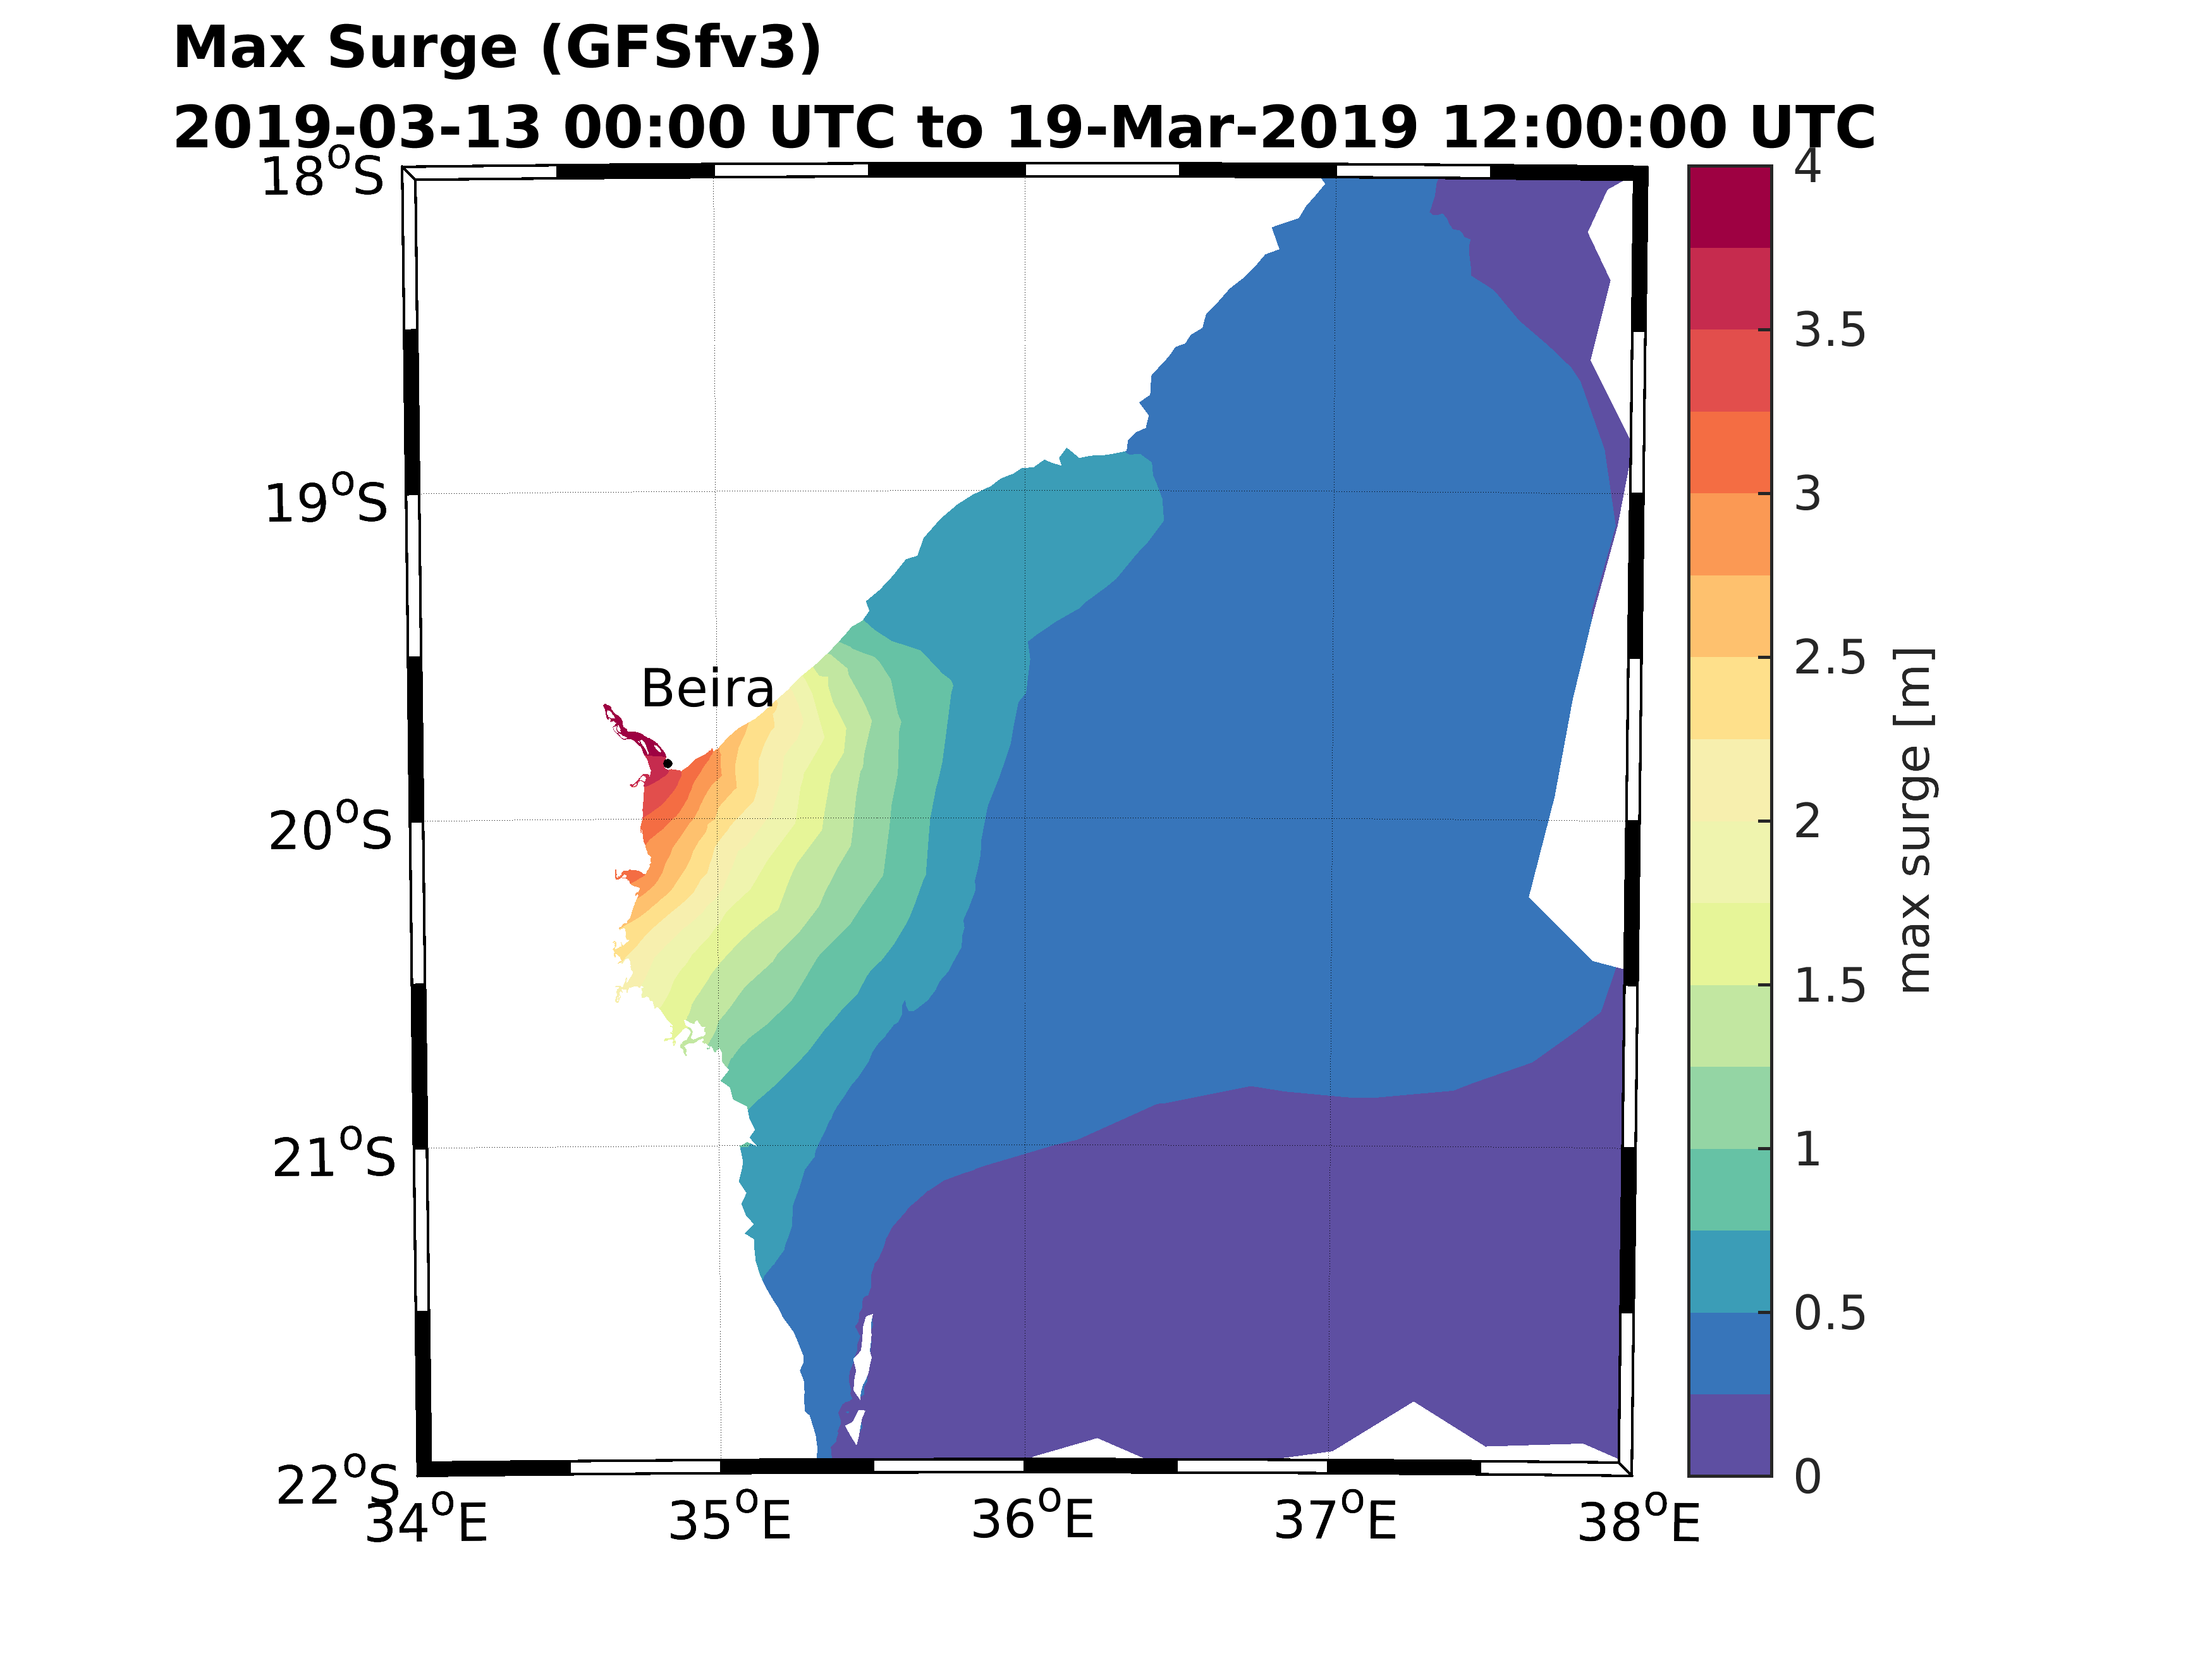 Max Surge (GFSfv3)
2019-03-13 00:00 UTC to 19-Mar-2019 12:00:00 UTC
18°S
19°S
20°S
21°S
22°S
34°E
35°E
36°E
37°E
38°E
Beira
4
3.5
3
2.5
2
1.5
1
0.5
0
max surge [m]